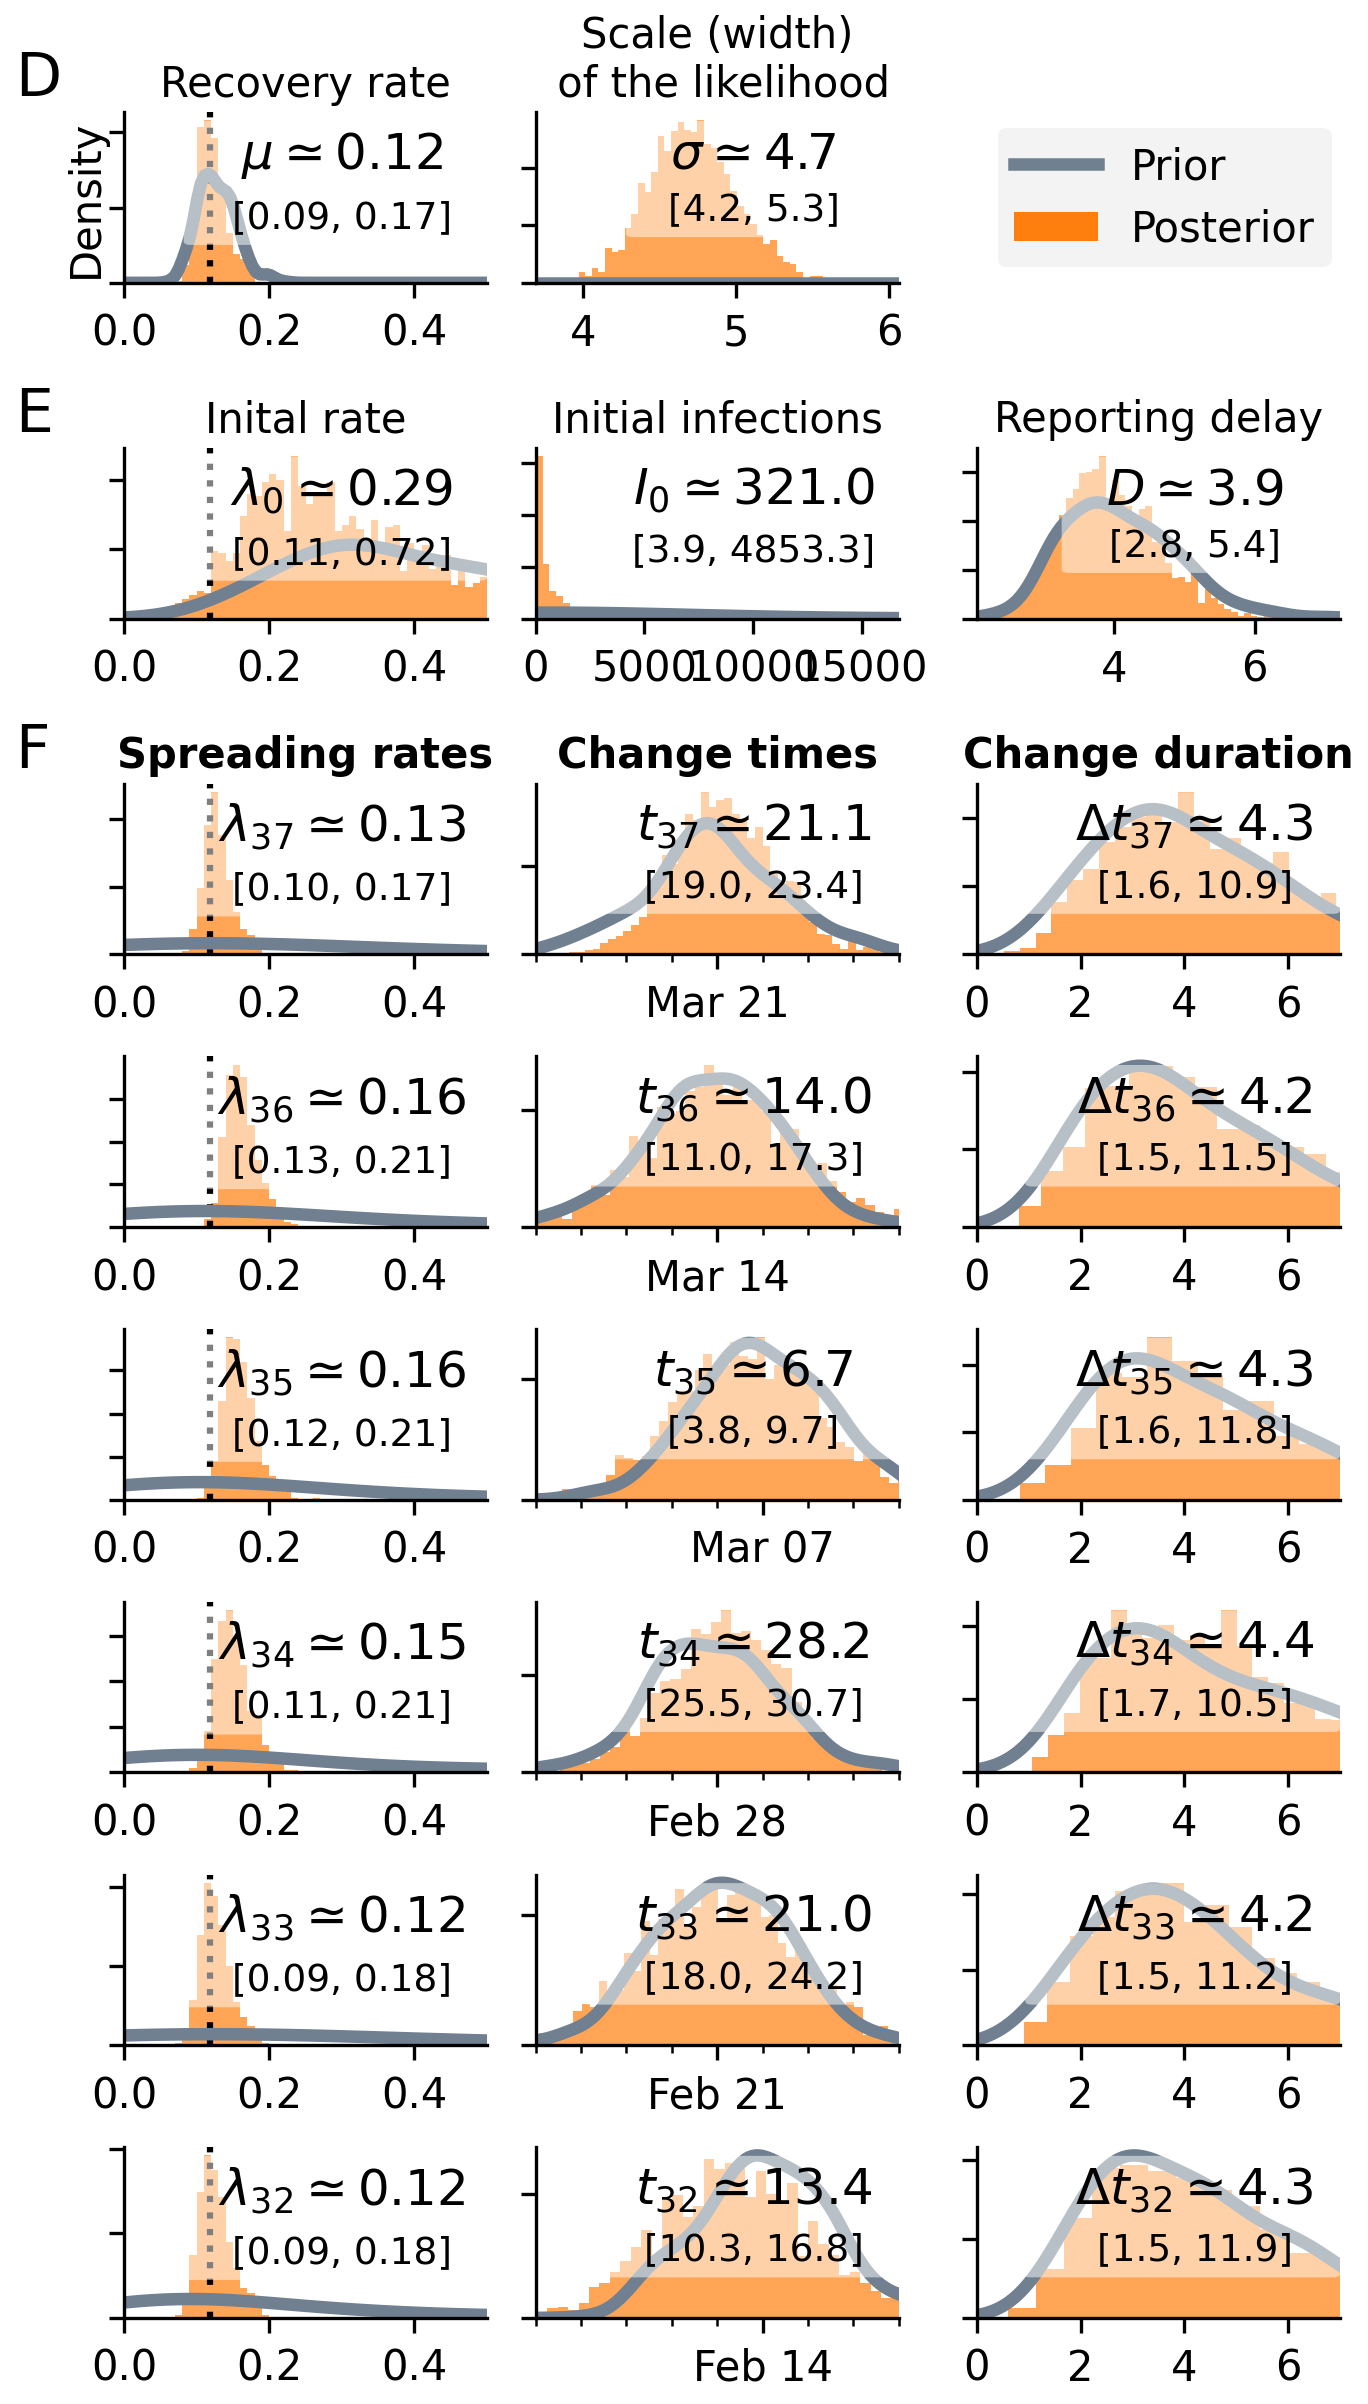 D
Recovery rate
Scale (width)
of the likelihood
Density
μ ≃ 0.12
[0.09, 0.17]
0.0 0.2 0.4
σ ≃ 4.7
[4.2, 5.3]
4 5 6
Prior
Posterior
E
Inital rate
λ0 ≃ 0.29
[0.11, 0.72]
0.0 0.2 0.4
Initial infections
I0 ≃ 321.0
[3.9, 4853.3]
0 5000 10000 15000
Reporting delay
D ≃ 3.9
[2.8, 5.4]
4 6
F
Spreading rates
Change times
Change duration
λ37 ≃ 0.13
[0.10, 0.17]
0.0 0.2 0.4
t37 ≃ 21.1
[19.0, 23.4]
Mar 21
Δt37 ≃ 4.3
[1.6, 10.9]
0 2 4 6
λ36 ≃ 0.16
[0.13, 0.21]
0.0 0.2 0.4
t36 ≃ 14.0
[11.0, 17.3]
Mar 14
Δt36 ≃ 4.2
[1.5, 11.5]
0 2 4 6
λ35 ≃ 0.16
[0.12, 0.21]
0.0 0.2 0.4
t35 ≃ 6.7
[3.8, 9.7]
Mar 07
Δt35 ≃ 4.3
[1.6, 11.8]
0 2 4 6
λ34 ≃ 0.15
[0.11, 0.21]
0.0 0.2 0.4
t34 ≃ 28.2
[25.5, 30.7]
Feb 28
Δt34 ≃ 4.4
[1.7, 10.5]
0 2 4 6
λ33 ≃ 0.12
[0.09, 0.18]
0.0 0.2 0.4
t33 ≃ 21.0
[18.0, 24.2]
Feb 21
Δt33 ≃ 4.2
[1.5, 11.2]
0 2 4 6
λ32 ≃ 0.12
[0.09, 0.18]
0.0 0.2 0.4
t32 ≃ 13.4
[10.3, 16.8]
Feb 14
Δt32 ≃ 4.3
[1.5, 11.9]
0 2 4 6